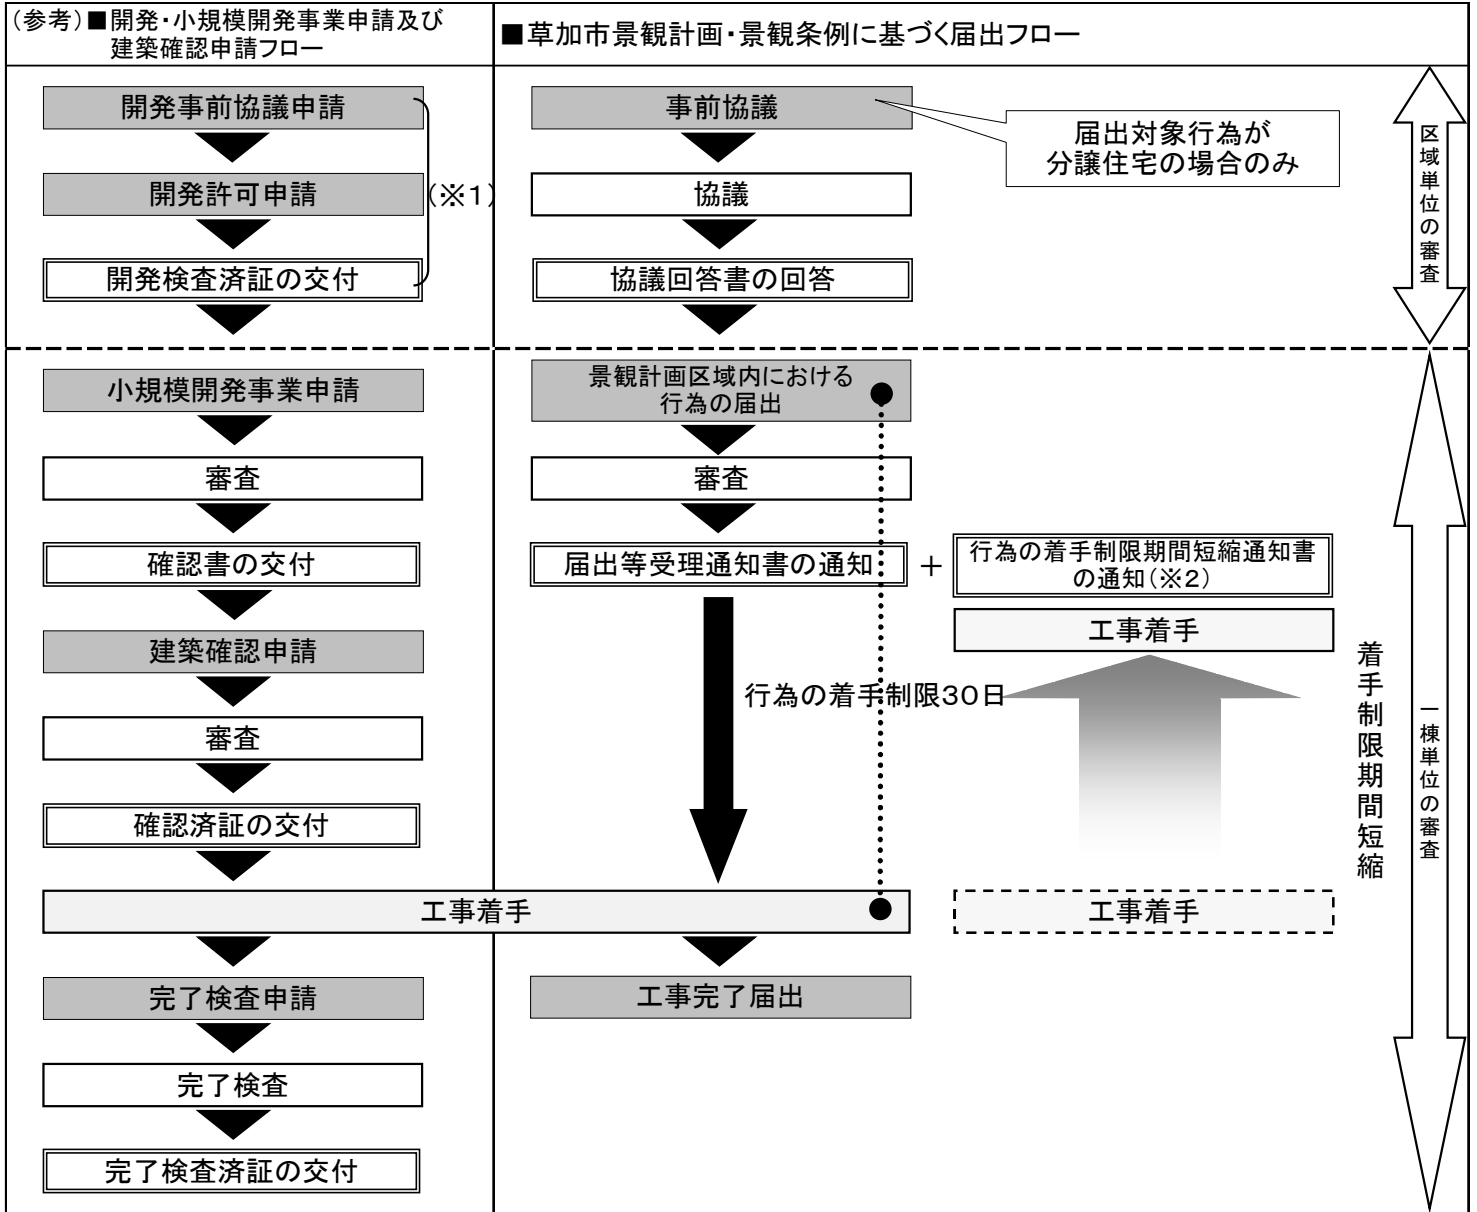 (参考)■開発・小規模開発事業申請及び
建築確認申請フロー
■草加市景観計画・景観条例に基づく届出フロー
開発事前協議申請
開発許可申請
(※1)
開発検査済証の交付
事前協議
届出対象行為が
分譲住宅の場合のみ
協議
協議回答書の回答
区域単位の審査
小規模開発事業申請
審査
確認書の交付
建築確認申請
審査
確認済証の交付
景観計画区域内における
行為の届出
審査
届出等受理通知書の通知
+
行為の着手制限期間短縮通知書
の通知(※2)
工事着手
行為の着手制限30日
着手制限期間短縮
一棟単位の審査
工事着手
工事着手
完了検査申請
工事完了届出
完了検査
完了検査済証の交付